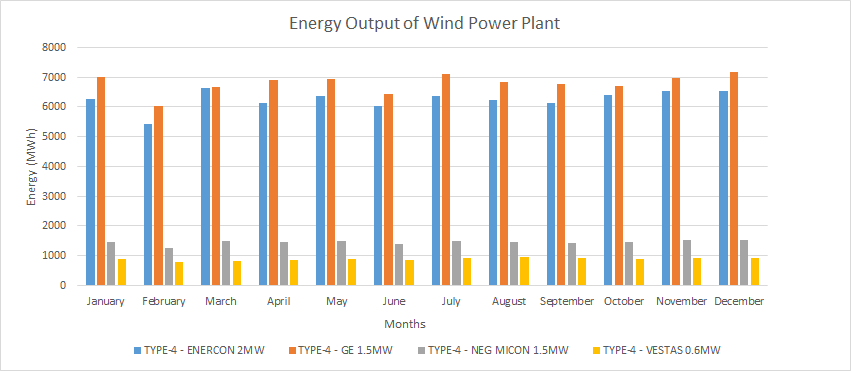 Energy Output of Wind Power Plant
8000
7000
6000
5000
4000
3000
2000
1000
0
Energy (MWh)
January February March April May June July August September October November December
Months
TYPE-4 - ENERCON 2MW TYPE-4 - GE 1.5MW TYPE-4 - NEG MICON 1.5MW TYPE-4 - VESTAS 0.6MW